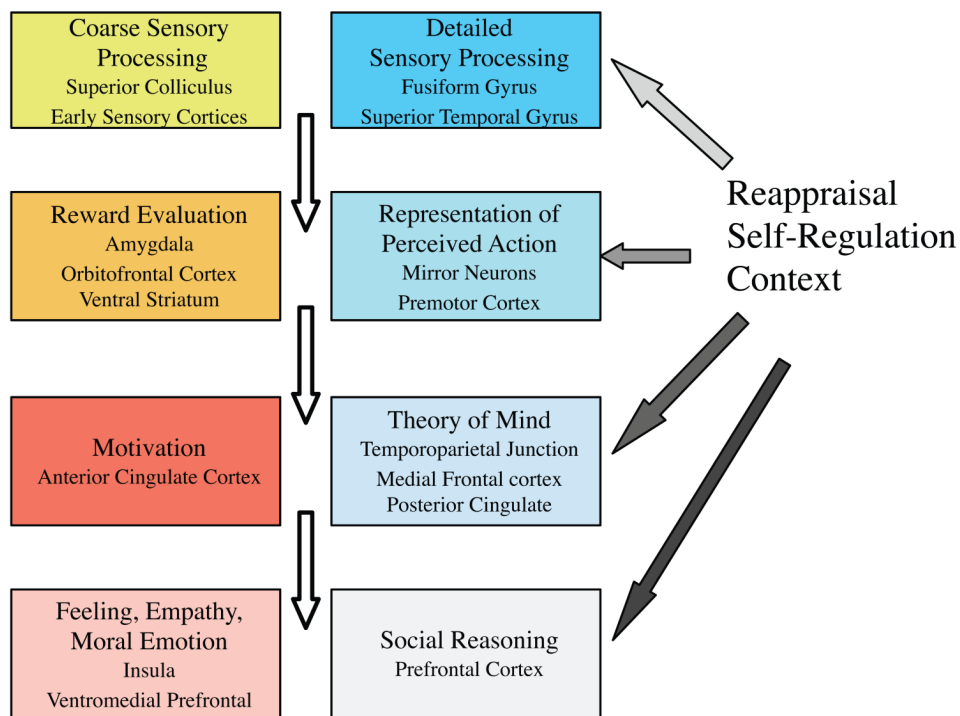 Coarse Sensory
Processing
Superior Colliculus
Early Sensory Cortices
Detailed
Sensory Processing
Fusiform Gyrus
Superior Temporal Gyrus
Reward Evaluation
Amygdala
Orbitofrontal Cortex
Ventral Striatum
Representation of
Perceived Action
Mirror Neurons
Premotor Cortex
Reappraisal
Self-Regulation
Context
Motivation
Anterior Cingulate Cortex
Theory of Mind
Temporoparietal Junction
Medial Frontal cortex
Posterior Cingulate
Feeling, Empathy,
Moral Emotion
Insula
Ventromedial Prefrontal
Social Reasoning
Prefrontal Cortex